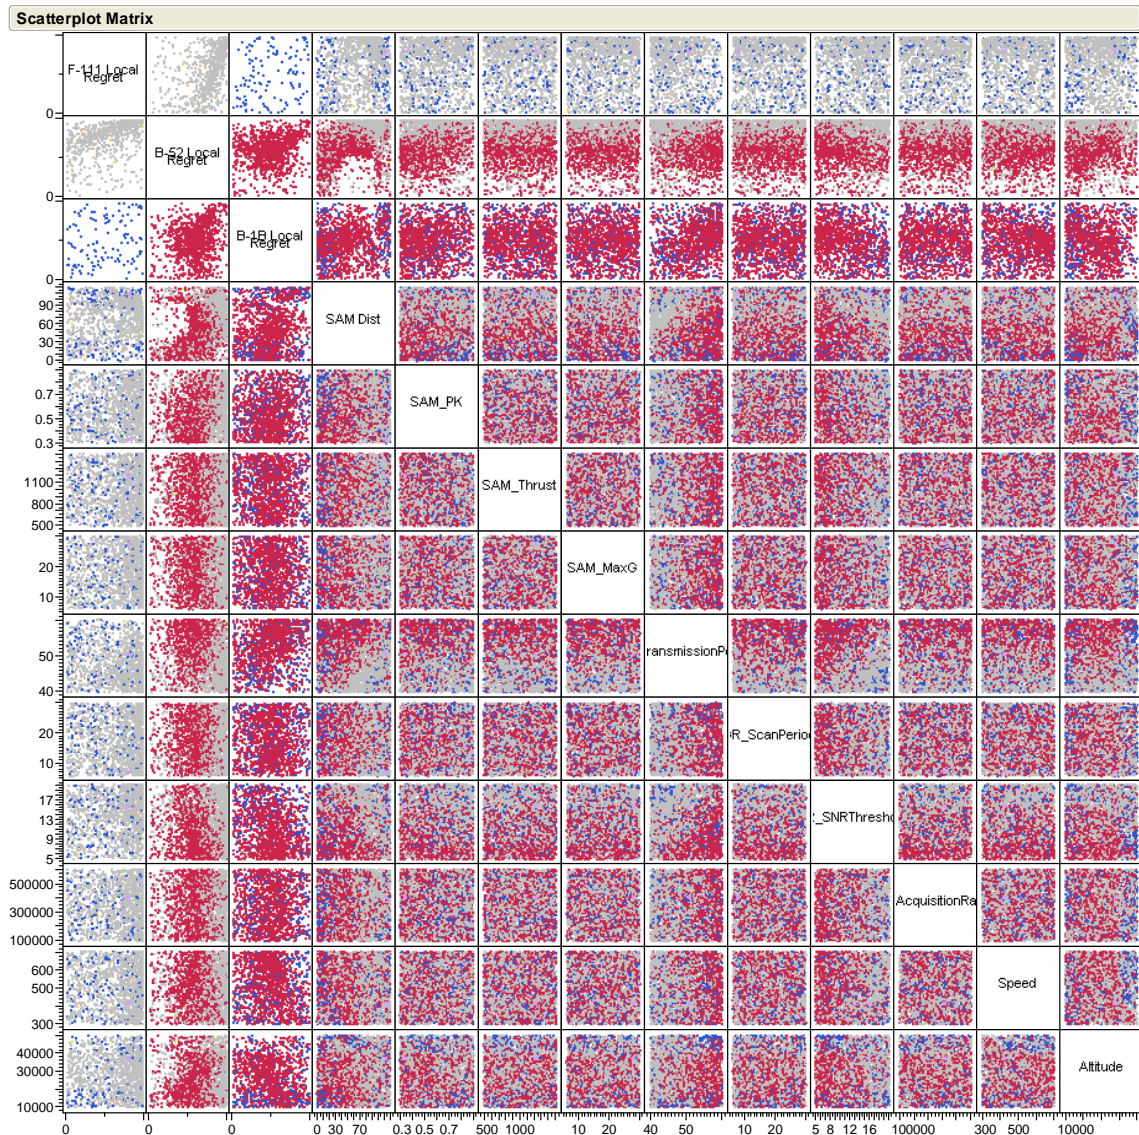 Scatterplot Matrix
F-111 Local
Regret
0
B-52 Local
Regret
0
B-1B Local
Regret
0
SAM Dist
90
60
30
0
SAM_PK
0.7
0.5
0.3
SAM_Thrust
1100
800
500
SAM_MaxG
20
10
ransmissionPo
50
40
R_ScanPerio
20
10
_SNRThresho
17
13
9
5
AcquisitionRa
500000
300000
100000
Speed
600
500
300
Altitude
40000
30000
10000
0 0 0 0 30 70 0.3 0.5 0.7 500 1000 10 20 40 50 10 20 5 8 12 16 100000 300 500 10000